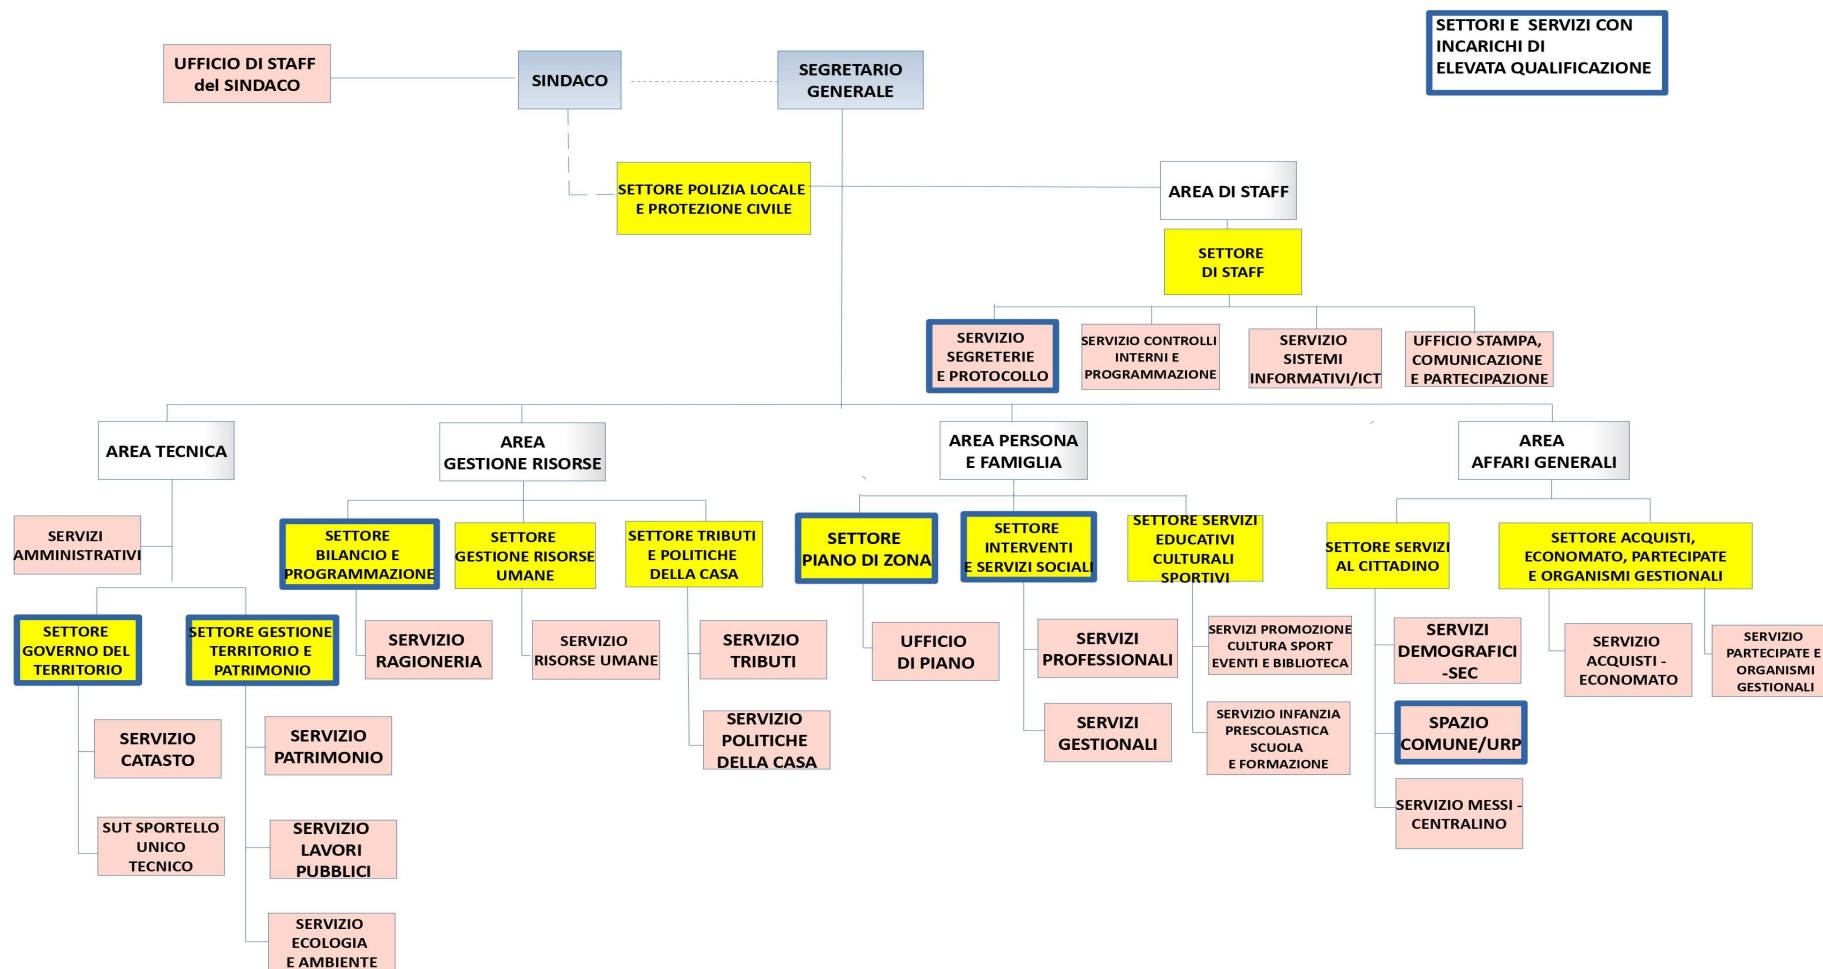 SETTORI E SERVIZI CON
INCARICHI DI
ELEVATA QUALIFICAZIONE
UFFICIO DI STAFF
del SINDACO
SINDACO
SEGRETARIO
GENERALE
SETTORE POLIZIA LOCALE
E PROTEZIONE CIVILE
AREA DI STAFF
SETTORE
DI STAFF
SERVIZIO
SEGRETERIE
E PROTOCOLLO
SERVIZIO CONTROLLI
INTERNI E
PROGRAMMAZIONE
SERVIZIO
SISTEMI
INFORMATIVI/ICT
UFFICIO STAMPA,
COMUNICAZIONE
E PARTECIPAZIONE
AREA TECNICA
AREA
GESTIONE RISORSE
AREA PERSONA
E FAMIGLIA
AREA
AFFARI GENERALI
SERVIZI
AMMINISTRATIVI
SETTORE
BILANCIO E
PROGRAMMAZIONE
SETTORE
GESTIONE RISORSE
UMANE
SETTORE TRIBUTI
E POLITICHE
DELLA CASA
SETTORE
PIANO DI ZONA
SETTORE
INTERVENTI
E SERVIZI SOCIALI
SETTORE SERVIZI
EDUCATIVI
CULTURALI
SPORTIVI
SETTORE SERVIZI
AL CITTADINO
SETTORE ACQUISTI,
ECONOMATO, PARTECIPATE
E ORGANISMI GESTIONALI
SETTORE
GOVERNO DEL
TERRITORIO
SETTORE GESTIONE
TERRITORIO E
PATRIMONIO
SERVIZIO
RAGIONERIA
SERVIZIO
RISORSE UMANE
SERVIZIO
TRIBUTI
UFFICIO
DI PIANO
SERVIZI
PROFESSIONALI
SERVIZI PROMOZIONE
CULTURA SPORT
EVENTI E BIBLIOTECA
SERVIZI
DEMOGRAFICI
-SEC
SERVIZIO
ACQUISTI -
ECONOMATO
SERVIZIO
PARTECIPATE E
ORGANISMI
GESTIONALI
SERVIZIO
CATASTO
SERVIZIO
PATRIMONIO
SERVIZIO
POLITICHE
DELLA CASA
SERVIZI
GESTIONALI
SERVIZIO INFANZIA
PRESCOLASTICA
SCUOLA
E FORMAZIONE
SPAZIO
COMUNE/URP
SUT SPORTELLO
UNICO
TECNICO
SERVIZIO
LAVORI
PUBBLICI
SERVIZIO MESSI -
CENTRALINO
SERVIZIO
ECOLOGIA
E AMBIENTE